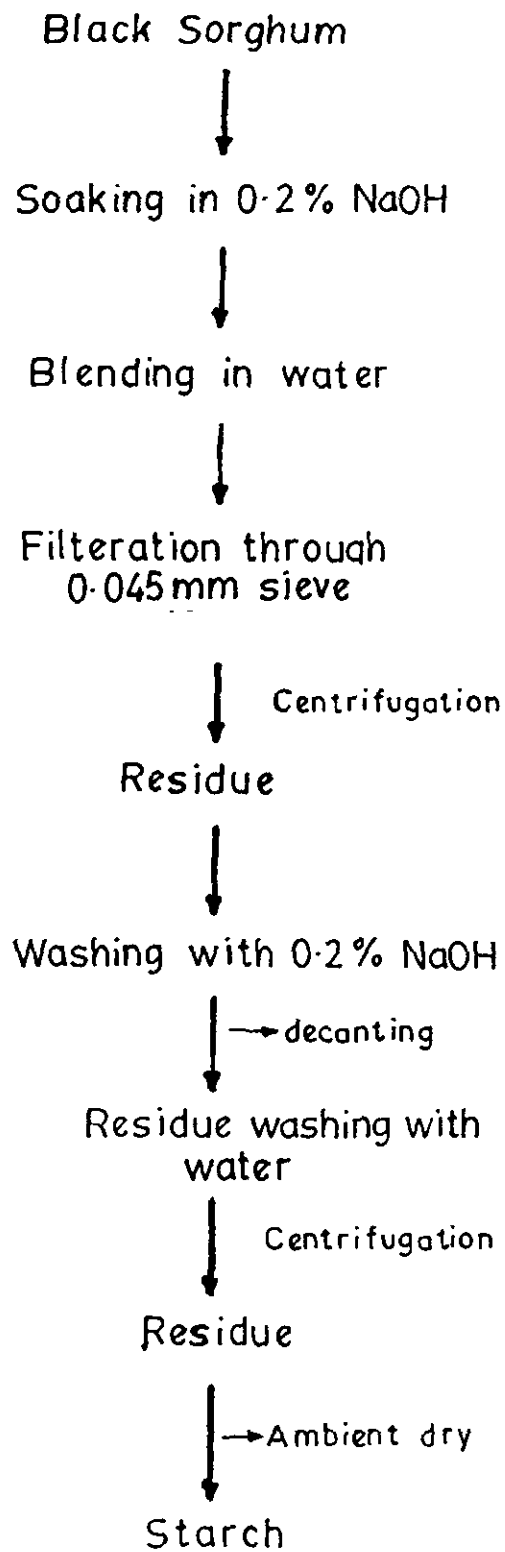 Black Sorghum
Soaking in 0.2% NaOH
Blending in water
Filteration through
0.045mm sieve
Centrifugation
Residue
Washing with 0.2% NaOH
decanting
Residue washing with
water
Centrifugation
Residue
Ambient dry
Starch